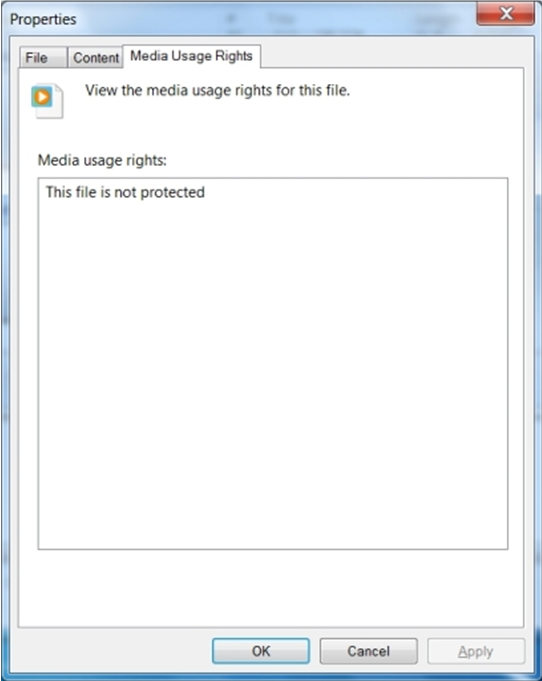 Properties
File Content Media Usage Rights
View the media usage rights for this file.
Media usage rights:
This file is not protected
OK Cancel Apply